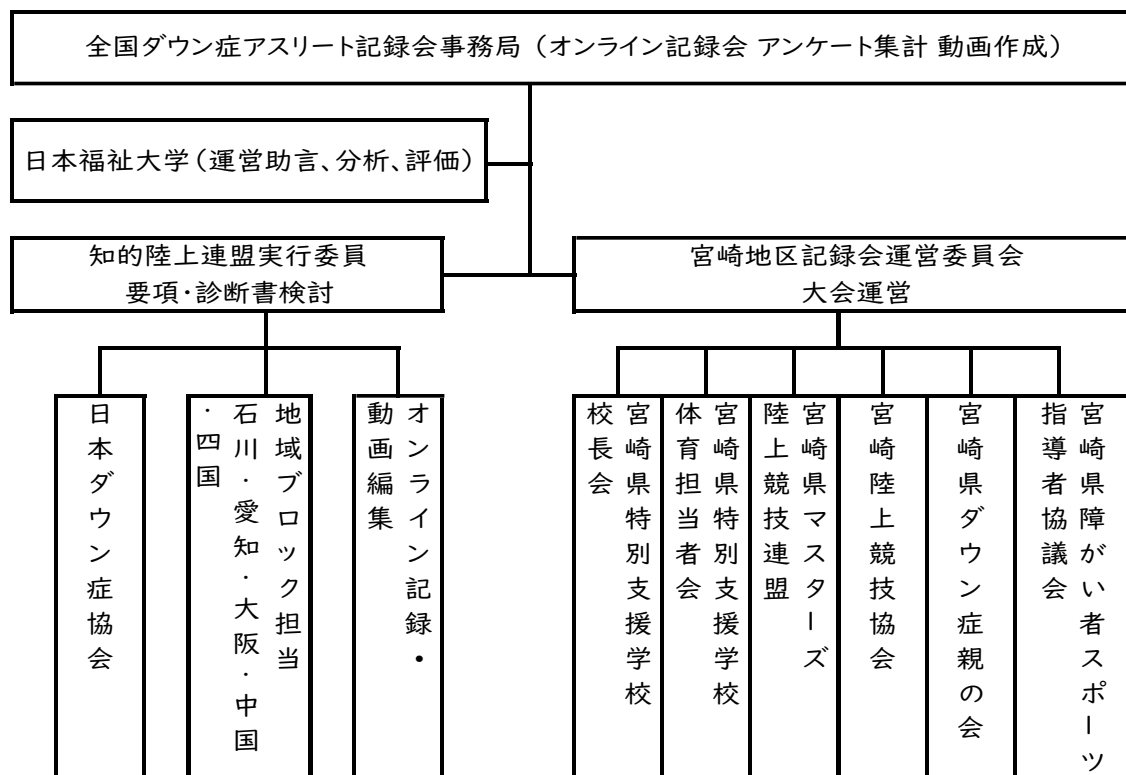 全国ダウン症アスリート記録会事務局（オンライン記録会 アンケート集計 動画作成）
日本福祉大学（運営助言、分析、評価）
知的陸上連盟実行委員
要項・診断書検討
宮崎地区記録会運営委員会
大会運営
日本ダウン症協会
地域ブロック担当
石川・愛知・大阪・中国
・四国
オンライン記録・
動画編集
宮崎県特別支援学校
校長会
宮崎県特別支援学校
体育担当者会
宮崎県マスターズ
陸上競技連盟
宮崎陸上競技協会
宮崎県ダウン症親の会
宮崎県障がい者スポーツ
指導者協議会